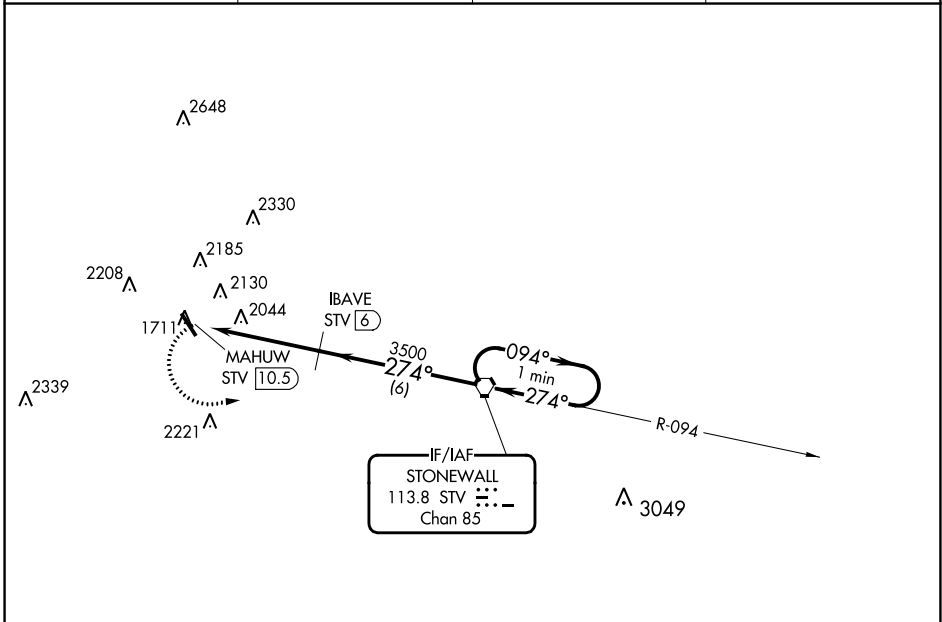 2648
2330
2185
2208
2130
2044
1711
IBAVE
STV 6
MAHUW
STV 10.5
3500
274°
(6)
094°
1 min
274°
R-094
2339
2221
IF/IAF
STONEWALL
113.8 STV
Chan 85
3049